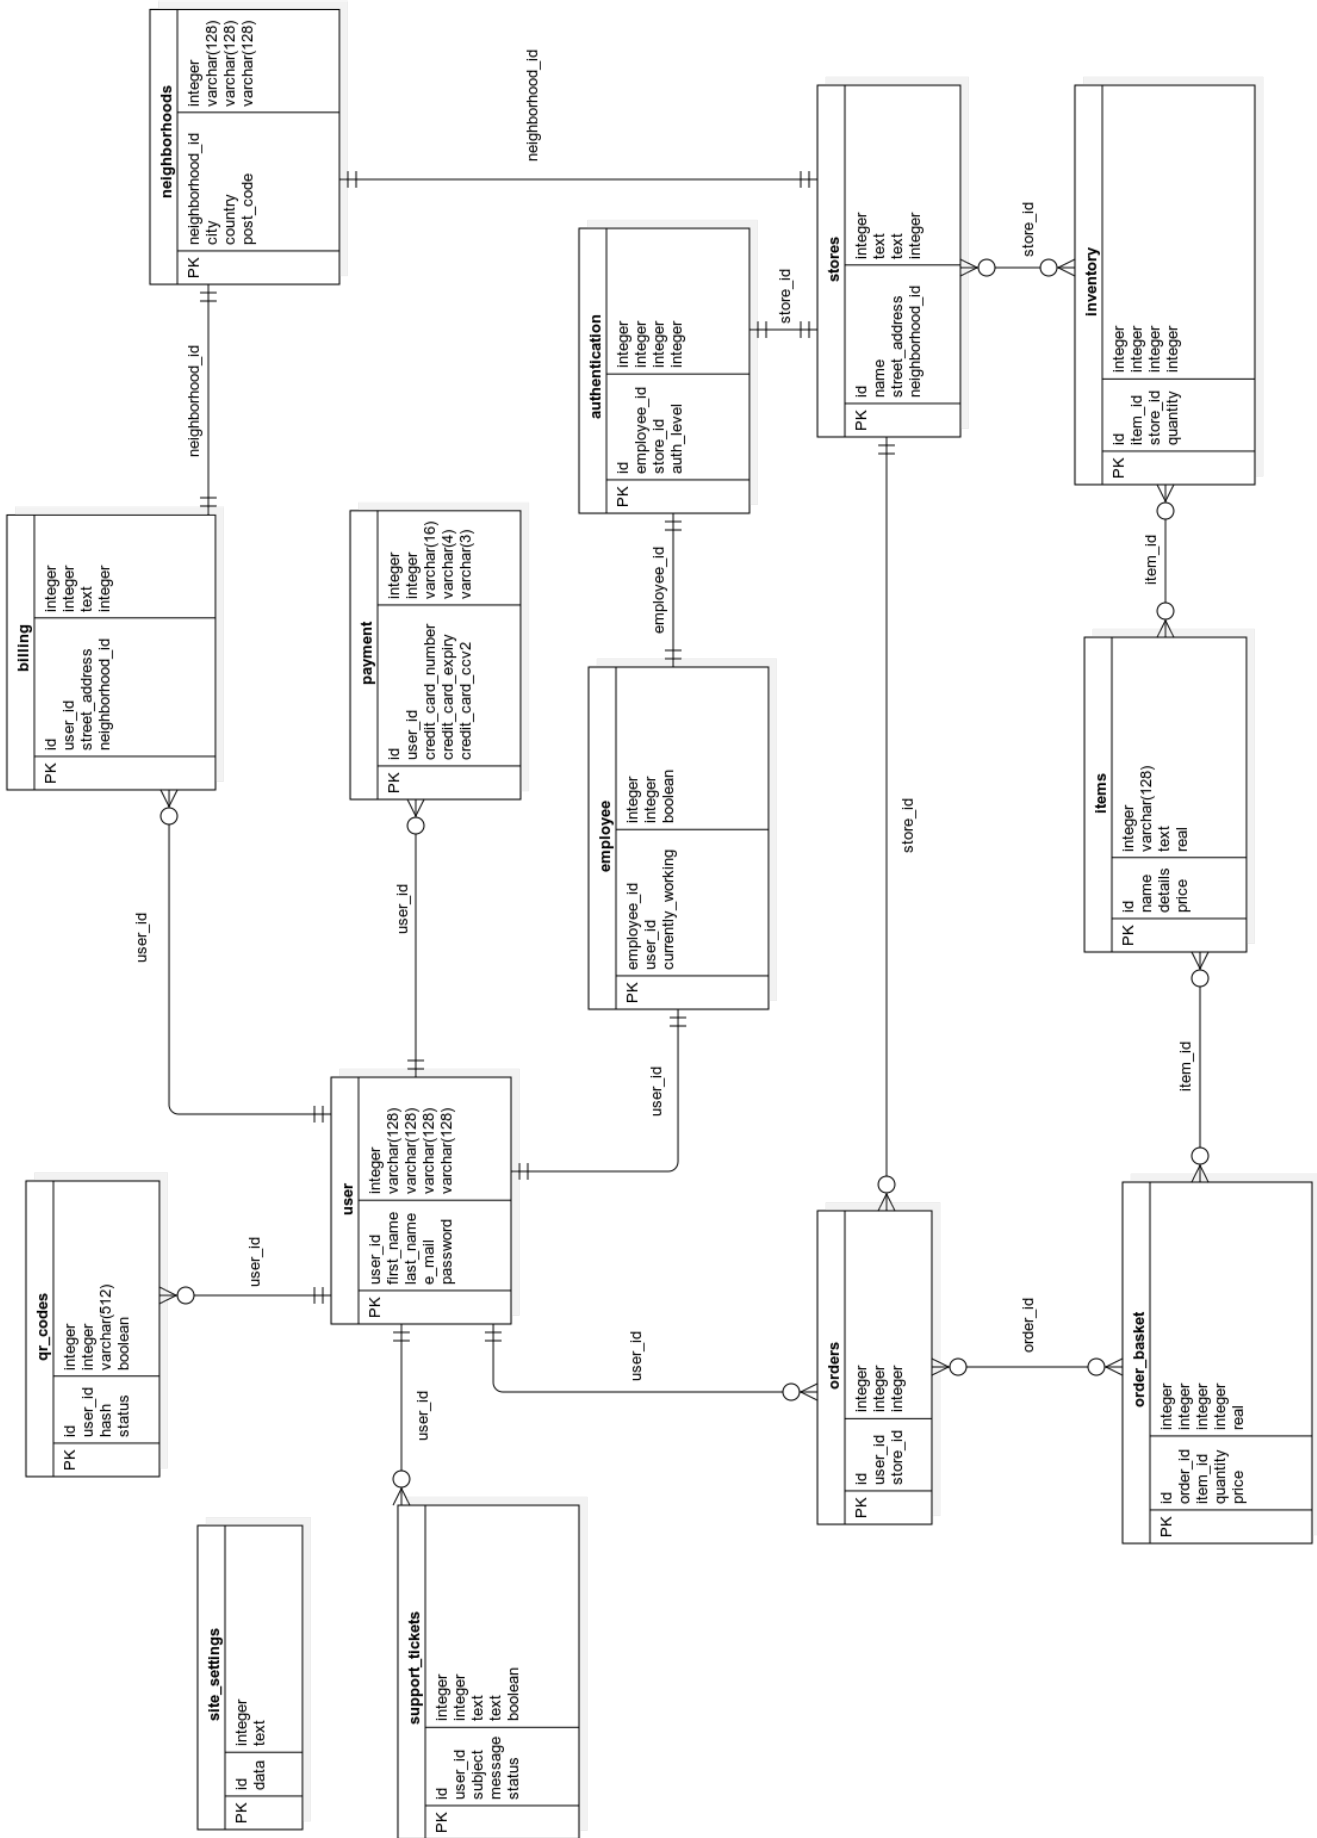 site_settings
PK
id integer
data text
qr_codes
PK
id integer
user_id integer
hash varchar(512)
status boolean
billing
PK
id integer
user_id integer
street_address text
neighborhood_id integer
neighborhoods
PK
neighborhood_id integer
city varchar(128)
country varchar(128)
post_code varchar(128)
user_id
user_id
neighborhood_id
support_tickets
PK
id integer
user_id integer
subject text
message text
status boolean
user_id
user
PK
user_id integer
first_name varchar(128)
last_name varchar(128)
e_mail varchar(128)
password varchar(128)
user_id
payment
PK
id integer
user_id integer
credit_card_number varchar(16)
credit_card_expiry varchar(4)
credit_card_ccv2 varchar(3)
neighborhood_id
user_id
user_id
employee
PK
employee_id integer
user_id integer
currently_working boolean
employee_id
authentication
PK
id integer
employee_id integer
store_id integer
auth_level integer
store_id
orders
PK
id integer
user_id integer
store_id integer
store_id
stores
PK
id integer
name text
street_address text
neighborhood_id integer
order_id
store_id
order_basket
PK
id integer
order_id integer
item_id integer
quantity integer
price real
item_id
items
PK
id integer
name varchar(128)
details text
price real
item_id
inventory
PK
id integer
item_id integer
store_id integer
quantity integer